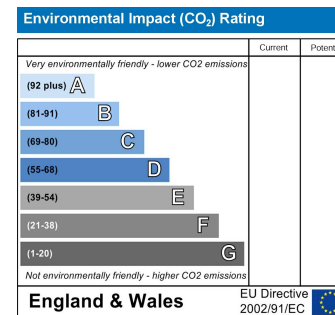 Environmental Impact (CO₂) Rating
Current Potent
Very environmentally friendly - lower CO2 emissions
(92 plus) A
(81-91) B
(69-80) C
(55-68) D
(39-54) E
(21-38) F
(1-20) G
Not environmentally friendly - higher CO2 emissions
England & Wales
EU Directive
2002/91/EC